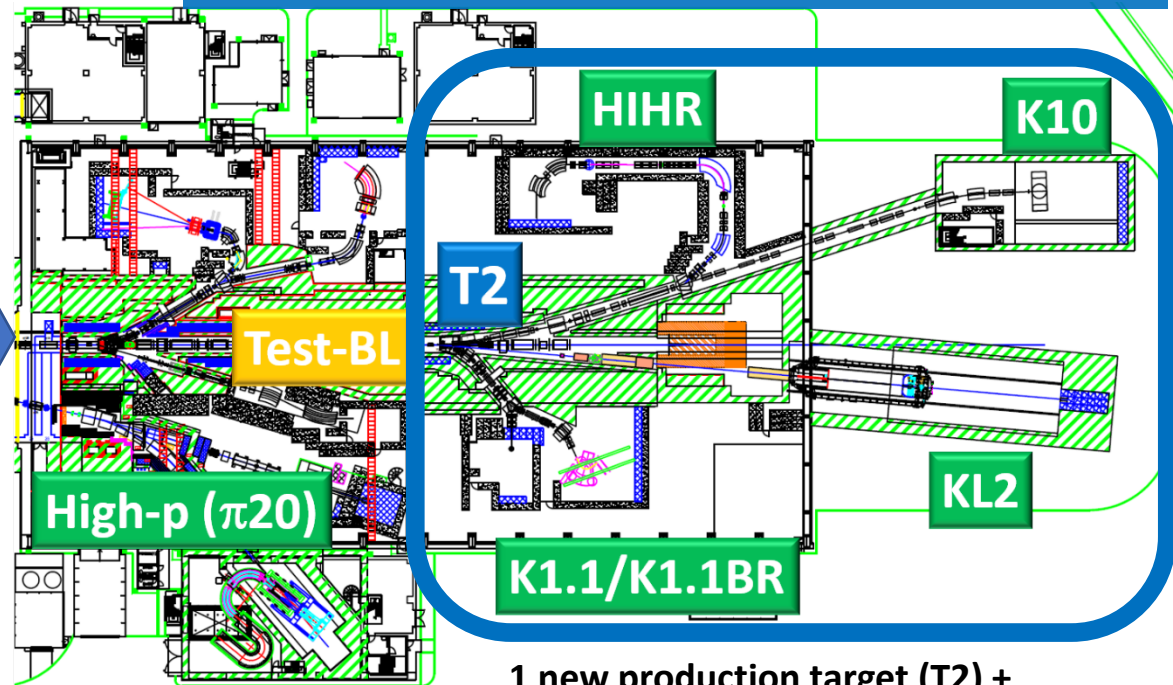 HIHR
K10
T2
Test-BL
High-p (π20)
KL2
K1.1/K1.1BR
1 new production target (T2) +